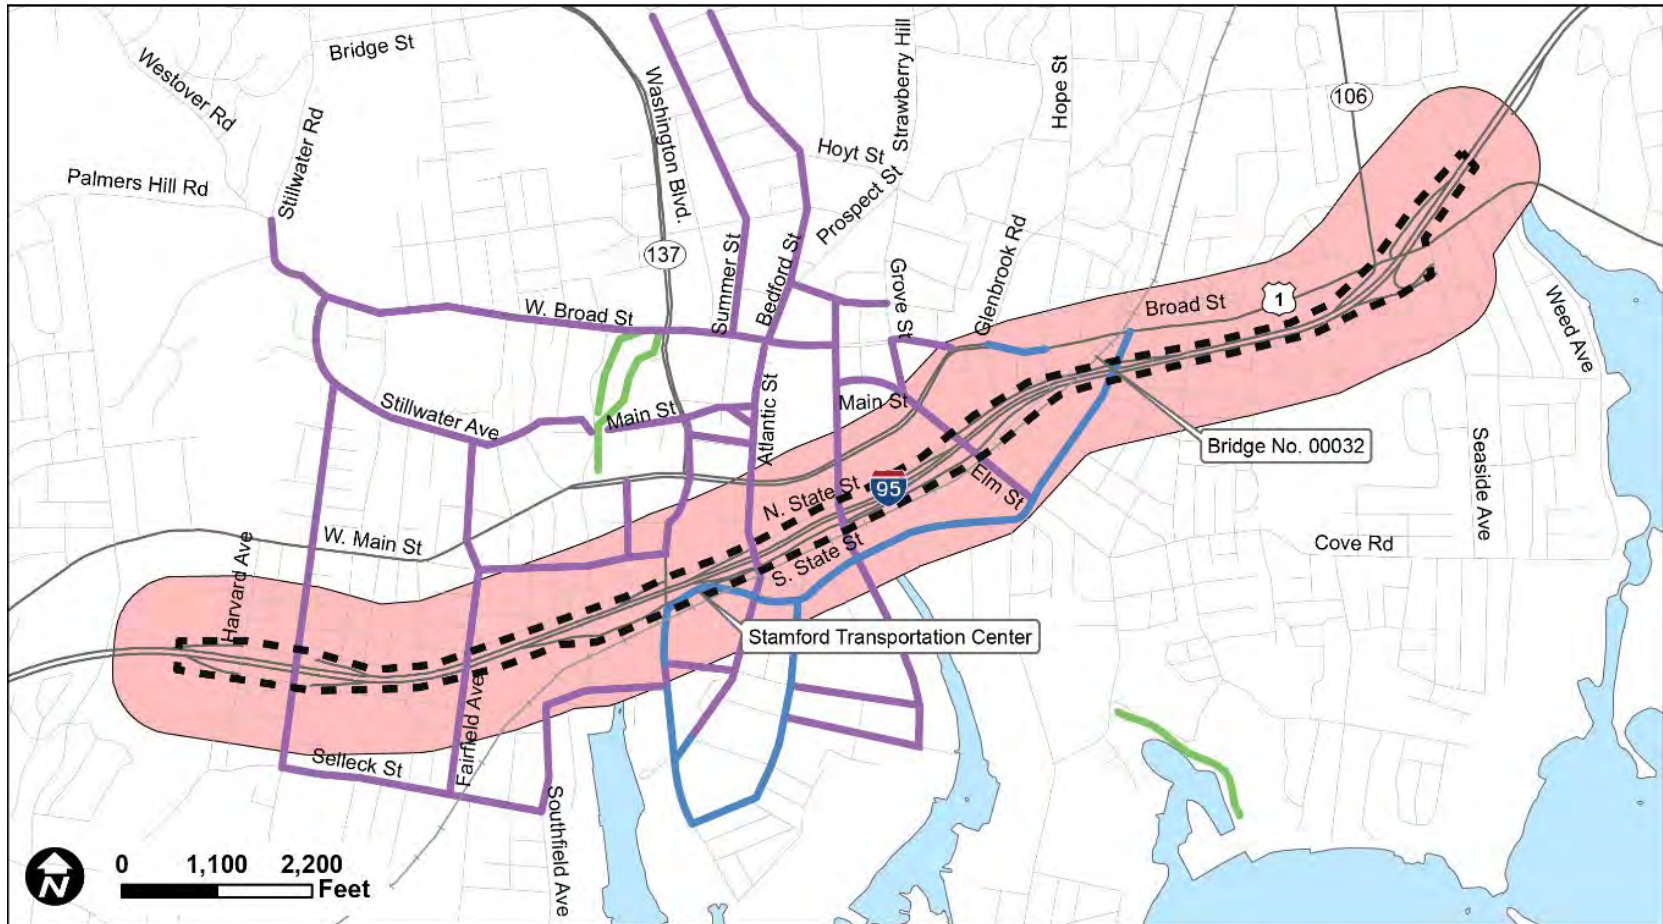 Bridge St
Westover Rd
Stillwater Rd
Palmers Hill Rd
Washington Blvd.
137
Strawberry Hill
Hope St
106
Hoyt St
Prospect St
Summer St
Bedford St
Grove St
Glenbrook Rd
Broad St
1
Weed Ave
W. Broad St
Stillwater Ave
Main St
Atlantic St
Main St
Bridge No. 00032
Seaside Ave
N. State St
95
Elm St
W. Main St
S. State St
Cove Rd
Harvard Ave
Stamford Transportation Center
Fairfield Ave
Selleck St
Southfield Ave
N
0 1,100 2,200
Feet